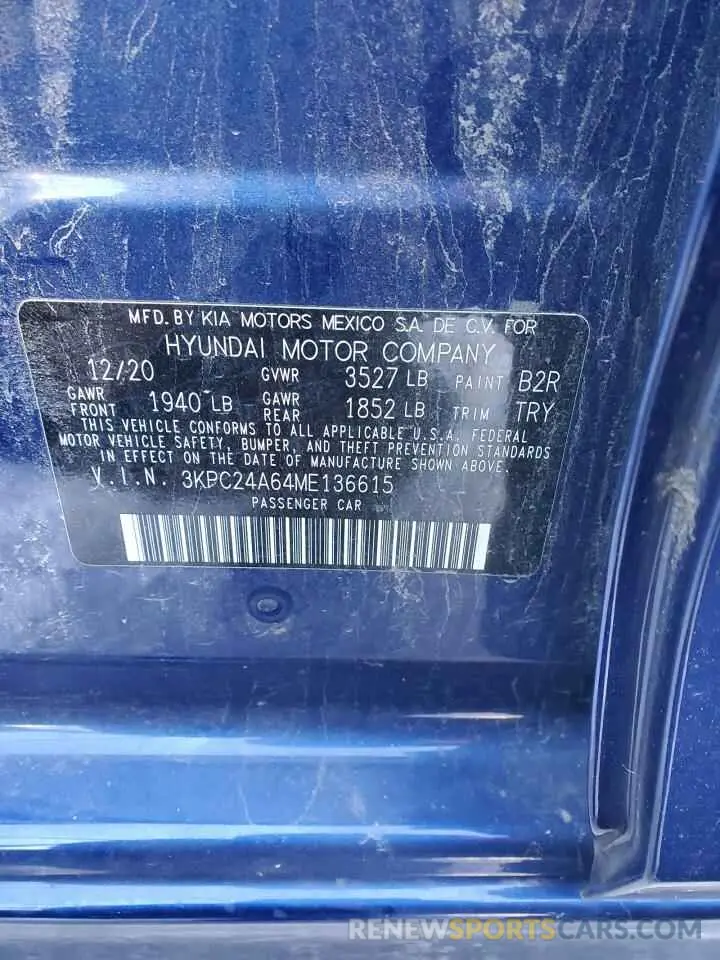 MFD. BY KIA MOTORS MEXICO S.A. DE C.V. FOR
HYUNDAI MOTOR COMPANY
12/20 GVWR 3527 LB PAINT B2R
GAWR FRONT 1940 LB GAWR REAR 1852 LB TRIM TRY
THIS VEHICLE CONFORMS TO ALL APPLICABLE U.S.A. FEDERAL
MOTOR VEHICLE SAFETY, BUMPER, AND THEFT PREVENTION STANDARDS
IN EFFECT ON THE DATE OF MANUFACTURE SHOWN ABOVE.
V.I.N. 3KPC24A64ME136615
PASSENGER CAR
RENEWSPORTSCARS.COM